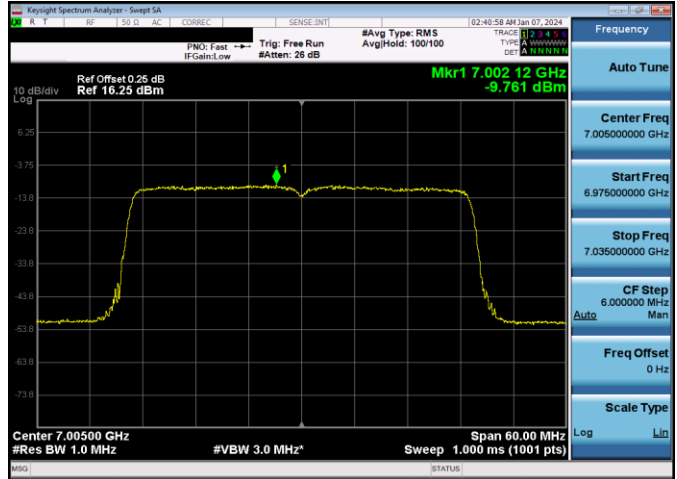 Keysight Spectrum Analyzer - Swept SA
R T RF 50 Ω AC CORREC SENSE:INT 02:40:58 AM Jan 07, 2024
#Avg Type: RMS TRACE 1 2 3 4 5 6
PNO: Fast Trig: Free Run Avg|Hold: 100/100 TYPE A WWWWW
IFGain:Low #Atten: 26 dB DET A N N N N N
Frequency
Auto Tune
Mkr1 7.002 12 GHz
-9.761 dBm
Ref Offset 0.25 dB
10 dB/div Ref 16.25 dBm
Log
6.25
-3.75
-13.8
-23.8
-33.8
-43.8
-53.8
-63.8
-73.8
1
Center Freq
7.005000000 GHz
Start Freq
6.975000000 GHz
Stop Freq
7.035000000 GHz
CF Step
6.000000 MHz
Auto Man
Freq Offset
0 Hz
Scale Type
Log Lin
Center 7.00500 GHz Span 60.00 MHz
#Res BW 1.0 MHz #VBW 3.0 MHz* Sweep 1.000 ms (1001 pts)
MSG STATUS